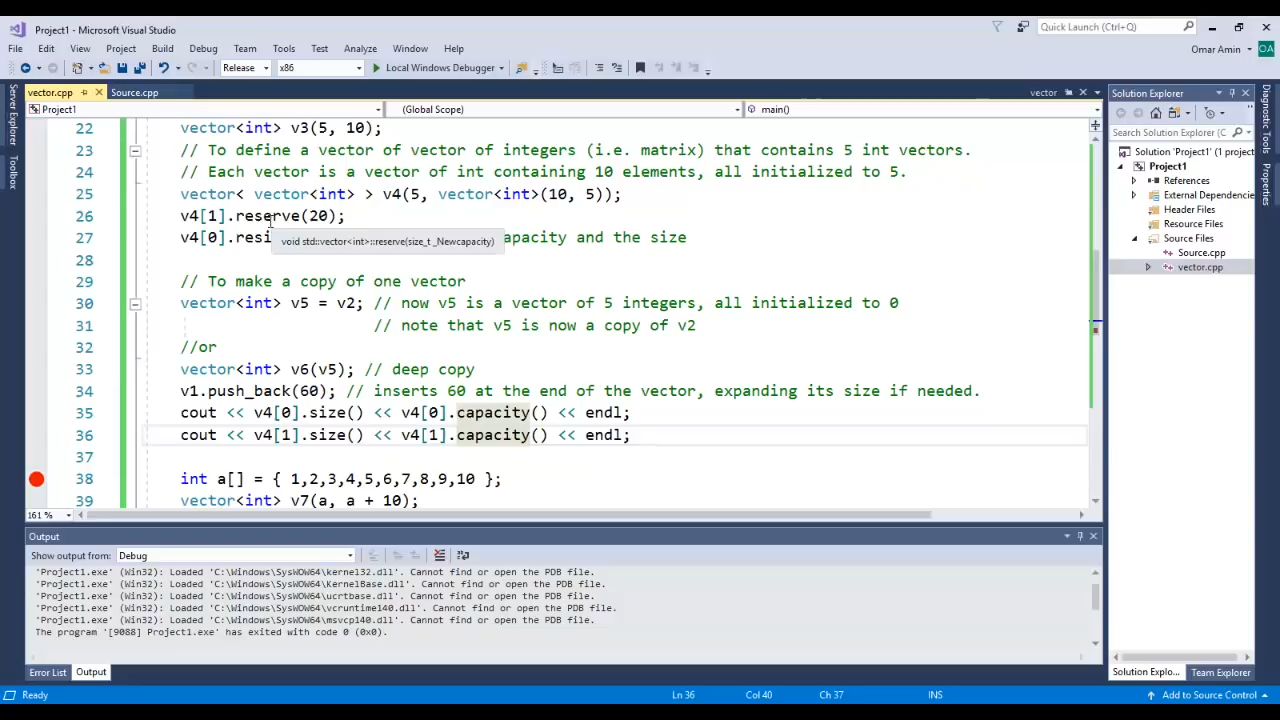 Project1 - Microsoft Visual Studio
Quick Launch (Ctrl+Q)
File Edit View Project Build Debug Team Tools Test Analyze Window Help
Omar Amin OA
Release x86 Local Windows Debugger
Server Explorer
Toolbox
vector.cpp Source.cpp
vector
Project1 (Global Scope) main()
22 vector<int> v3(5, 10);
23 // To define a vector of vector of integers (i.e. matrix) that contains 5 int vectors.
24 // Each vector is a vector of int containing 10 elements, all initialized to 5.
25 vector< vector<int> > v4(5, vector<int>(10, 5));
26 v4[1].reserve(20);
27 v4[0].resi apacity and the size
void std::vector<int>::reserve(size_t _Newcapacity)
28
29 // To make a copy of one vector
30 vector<int> v5 = v2; // now v5 is a vector of 5 integers, all initialized to 0
31 // note that v5 is now a copy of v2
32 //or
33 vector<int> v6(v5); // deep copy
34 v1.push_back(60); // inserts 60 at the end of the vector, expanding its size if needed.
35 cout << v4[0].size() << v4[0].capacity() << endl;
36 cout << v4[1].size() << v4[1].capacity() << endl;
37
38 int a[] = { 1,2,3,4,5,6,7,8,9,10 };
39 vector<int> v7(a, a + 10);
161 %
Output
Show output from: Debug
'Project1.exe' (Win32): Loaded 'C:\Windows\SysWOW64\kernel32.dll'. Cannot find or open the PDB file.
'Project1.exe' (Win32): Loaded 'C:\Windows\SysWOW64\KernelBase.dll'. Cannot find or open the PDB file.
'Project1.exe' (Win32): Loaded 'C:\Windows\SysWOW64\ucrtbase.dll'. Cannot find or open the PDB file.
'Project1.exe' (Win32): Loaded 'C:\Windows\SysWOW64\vcruntime140.dll'. Cannot find or open the PDB file.
'Project1.exe' (Win32): Loaded 'C:\Windows\SysWOW64\msvcp140.dll'. Cannot find or open the PDB file.
The program '[9088] Project1.exe' has exited with code 0 (0x0).
Error List Output
Solution Explorer
Search Solution Explorer (Ctrl
Solution 'Project1' (1 project
Project1
References
External Dependencie
Header Files
Resource Files
Source Files
Source.cpp
vector.cpp
Solution Explo... Team Explorer
Diagnostic Tools
Properties
Ready Ln 36 Col 40 Ch 37 INS Add to Source Control